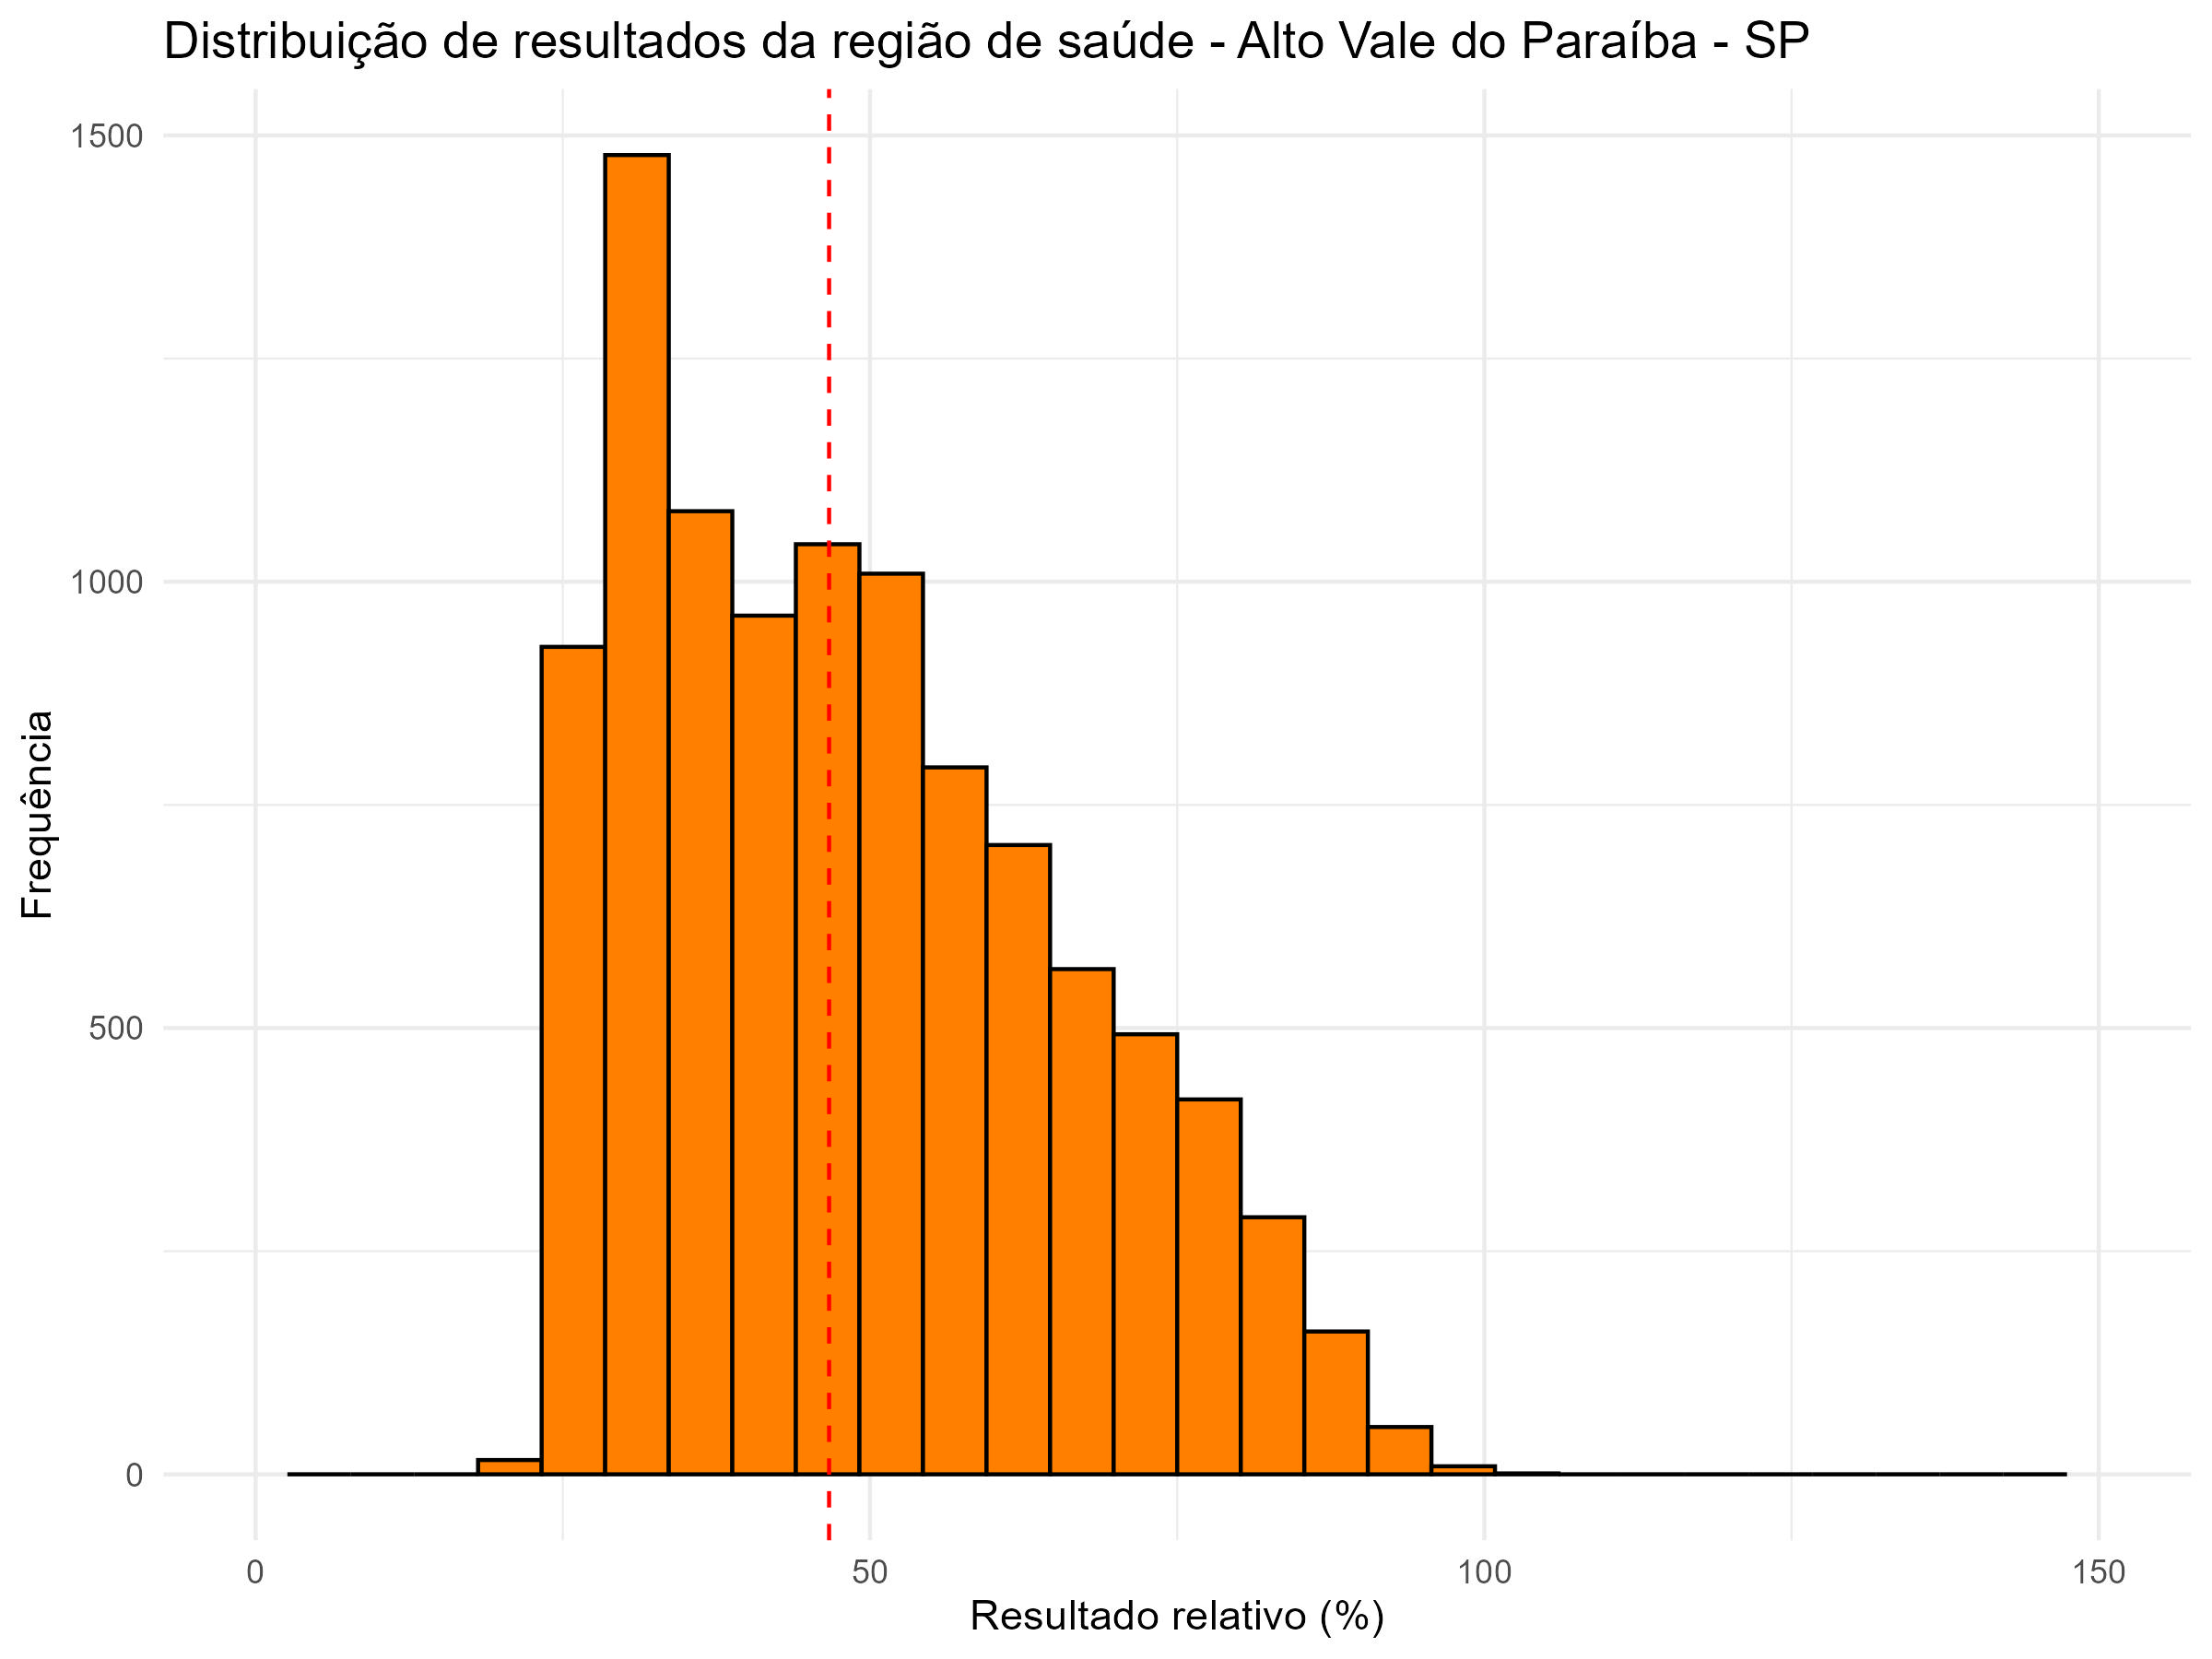 Distribuição de resultados da região de saúde - Alto Vale do Paraíba - SP
1500
1000
500
0
Frequência
0 50 100 150
Resultado relativo (%)